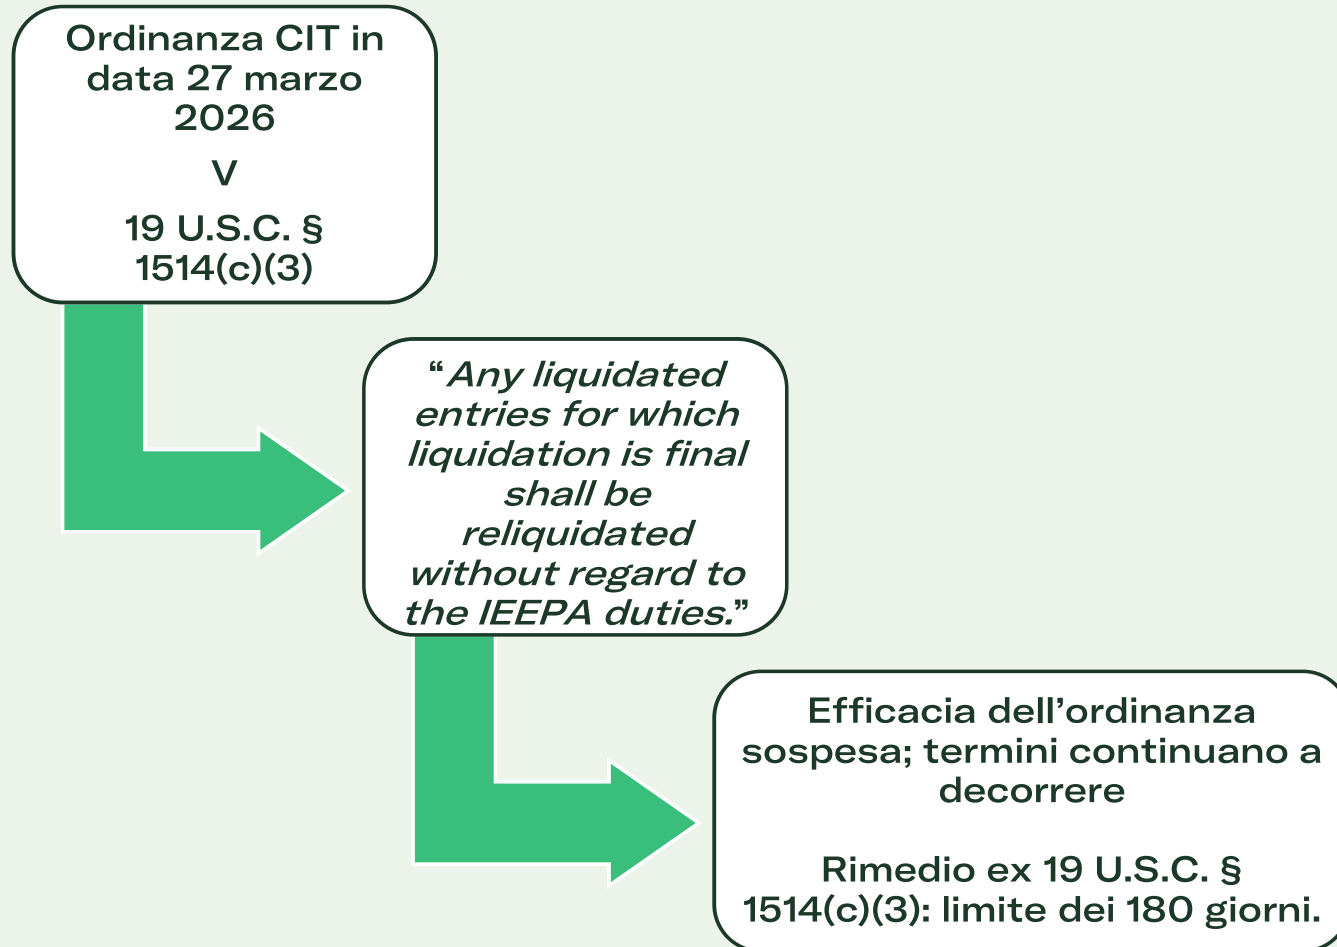 Ordinanza CIT in
data 27 marzo
2026
V
19 U.S.C. §
1514(c)(3)
“Any liquidated
entries for which
liquidation is final
shall be
reliquidated
without regard to
the IEEPA duties.”
Efficacia dell’ordinanza
sospesa; termini continuano a
decorrere
Rimedio ex 19 U.S.C. §
1514(c)(3): limite dei 180 giorni.